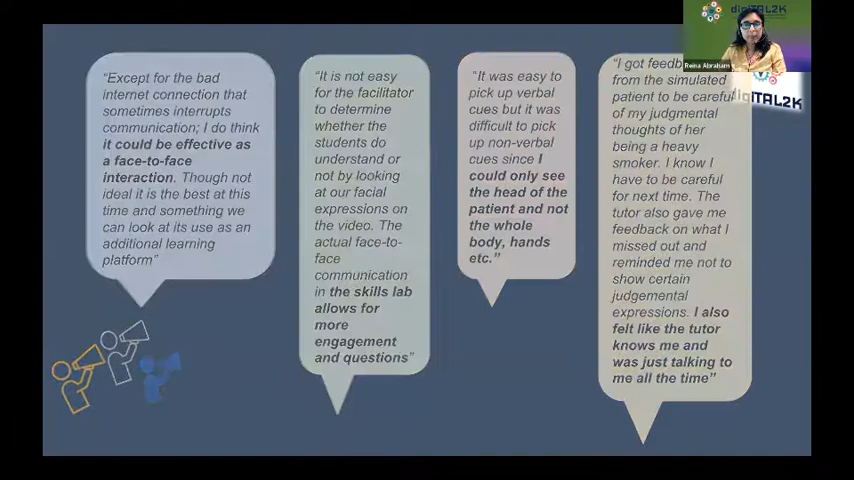 digiTAL2K
Reina Abraham
digiTAL2K
“Except for the bad
internet connection that
sometimes interrupts
communication; I do think
it could be effective as
a face-to-face
interaction. Though not
ideal it is the best at this
time and something we
can look at its use as an
additional learning
platform”
“It is not easy
for the facilitator
to determine
whether the
students do
understand or
not by looking
at our facial
expressions on
the video. The
actual face-to-
face
communication
in the skills lab
allows for
more
engagement
and questions”
“It was easy to
pick up verbal
cues but it was
difficult to pick
up non-verbal
cues since I
could only see
the head of the
patient and not
the whole
body, hands
etc.”
“I got feedb
from the simulated
patient to be careful
of my judgmental
thoughts of her
being a heavy
smoker. I know I
have to be careful
for next time. The
tutor also gave me
feedback on what I
missed out and
reminded me not to
show certain
judgemental
expressions. I also
felt like the tutor
knows me and
was just talking to
me all the time”